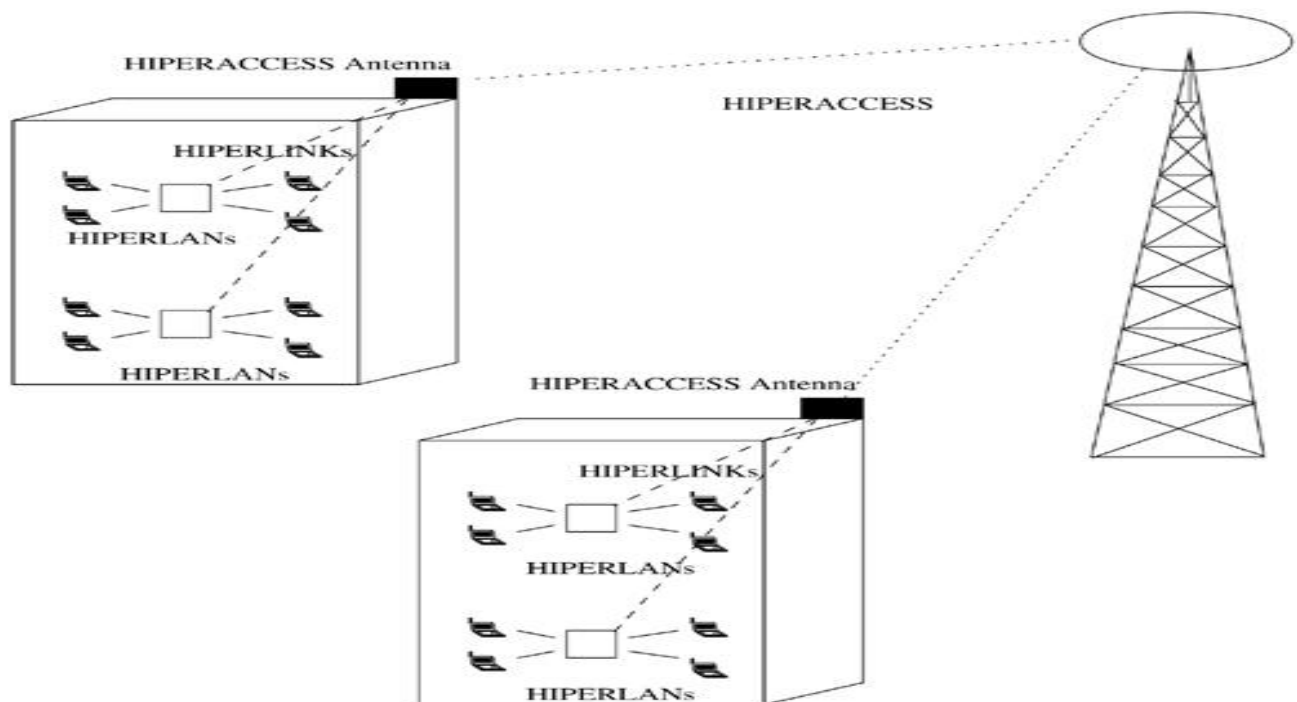 HIPERACCESS Antenna
HIPERACCESS
HIPERLINKs
HIPERLANs
HIPERLANs
HIPERACCESS Antenna
HIPERLINKs
HIPERLANs
HIPERLANs